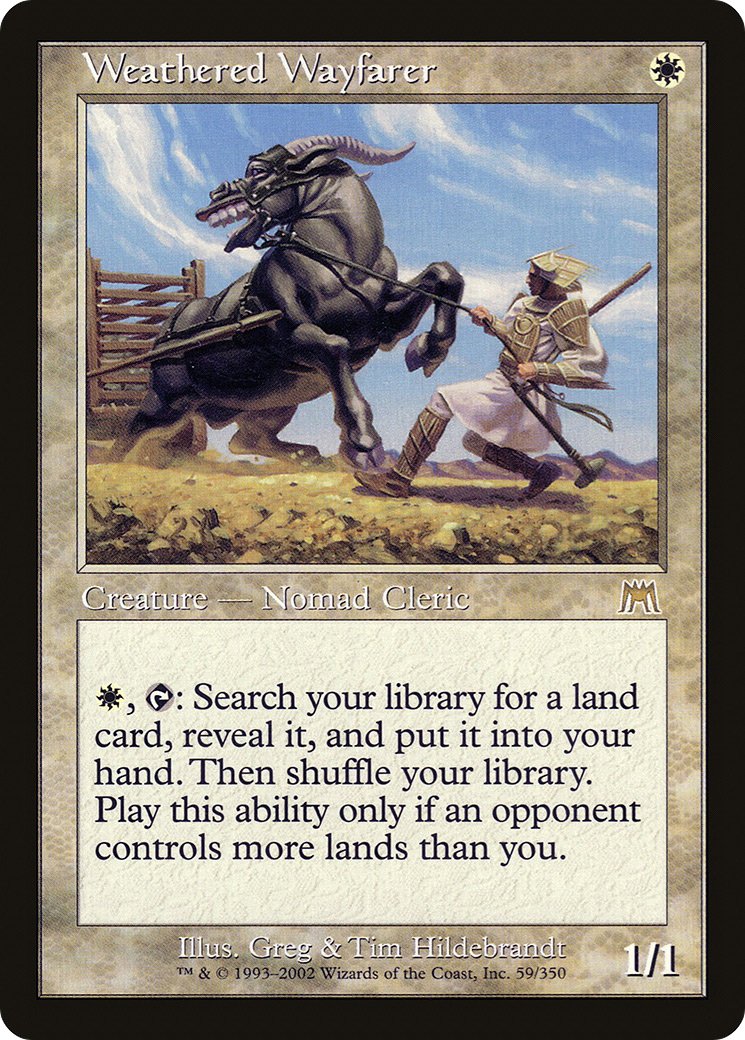 Weathered Wayfarer
Creature — Nomad Cleric
, : Search your library for a land
card, reveal it, and put it into your
hand. Then shuffle your library.
Play this ability only if an opponent
controls more lands than you.
Illus. Greg & Tim Hildebrandt
™ & © 1993–2002 Wizards of the Coast, Inc. 59/350
1/1